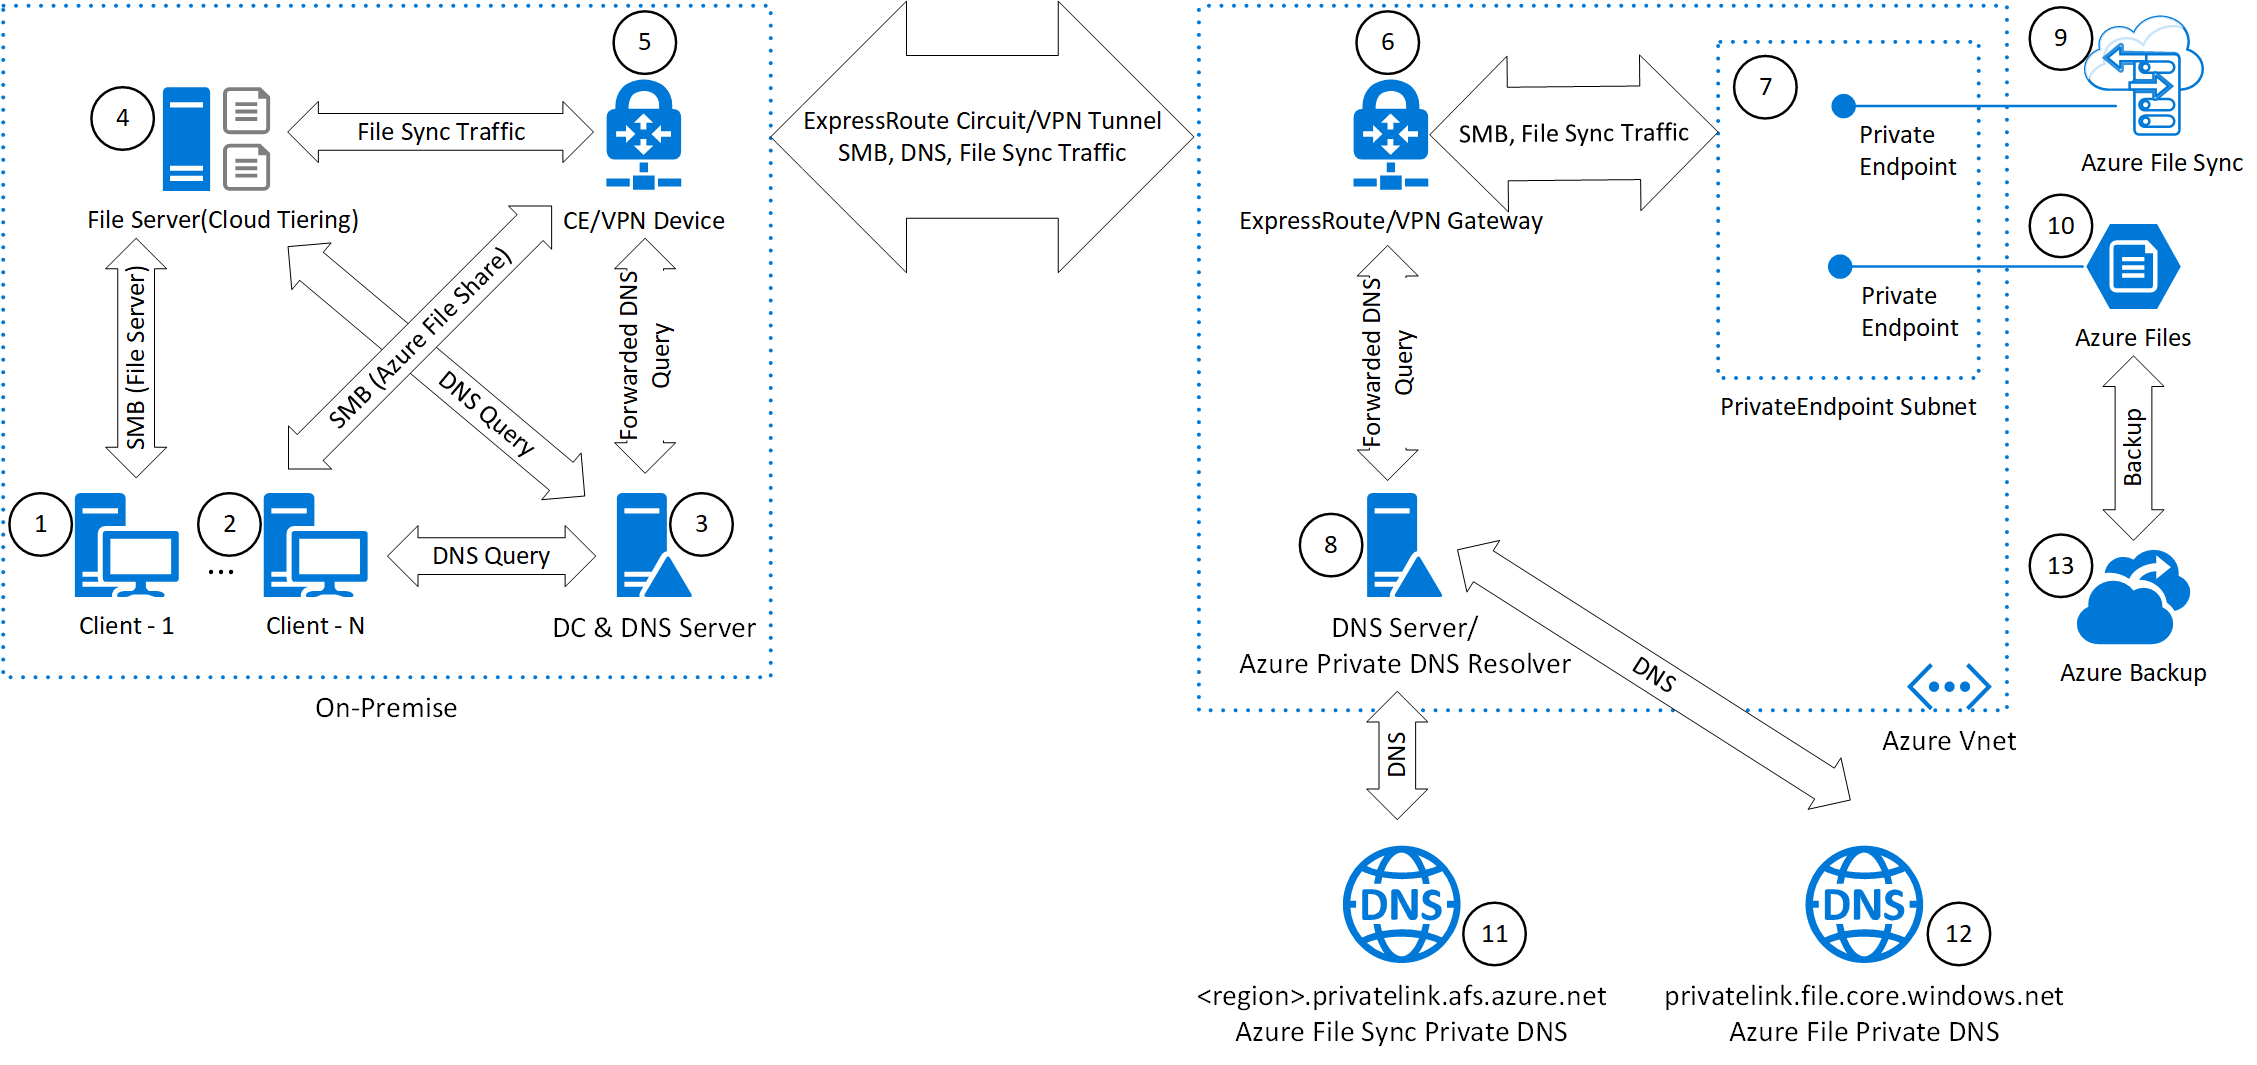 5
6
9
4
7
File Sync Traffic
ExpressRoute Circuit/VPN Tunnel
SMB, DNS, File Sync Traffic
SMB, File Sync Traffic
Private
Endpoint
Azure File Sync
File Server(Cloud Tiering)
CE/VPN Device
ExpressRoute/VPN Gateway
10
SMB (File Server)
SMB (Azure File Share)
DNS Query
Forwarded DNS
Query
Forwarded DNS
Query
Private
Endpoint
Azure Files
PrivateEndpoint Subnet
Backup
1
2
3
8
13
...
DNS Query
Client - 1
Client - N
DC & DNS Server
DNS Server/
Azure Private DNS Resolver
DNS
Azure Backup
On-Premise
Azure Vnet
DNS
DNS
11
DNS
12
<region>.privatelink.afs.azure.net
Azure File Sync Private DNS
privatelink.file.core.windows.net
Azure File Private DNS